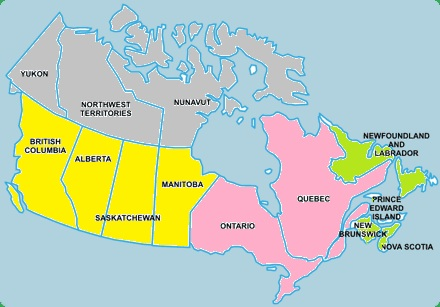 YUKON
NORTHWEST
TERRITORIES
NUNAVUT
BRITISH
COLUMBIA
ALBERTA
SASKATCHEWAN
MANITOBA
ONTARIO
QUEBEC
NEWFOUNDLAND
AND
LABRADOR
PRINCE
EDWARD
ISLAND
NEW
BRUNSWICK
NOVA SCOTIA